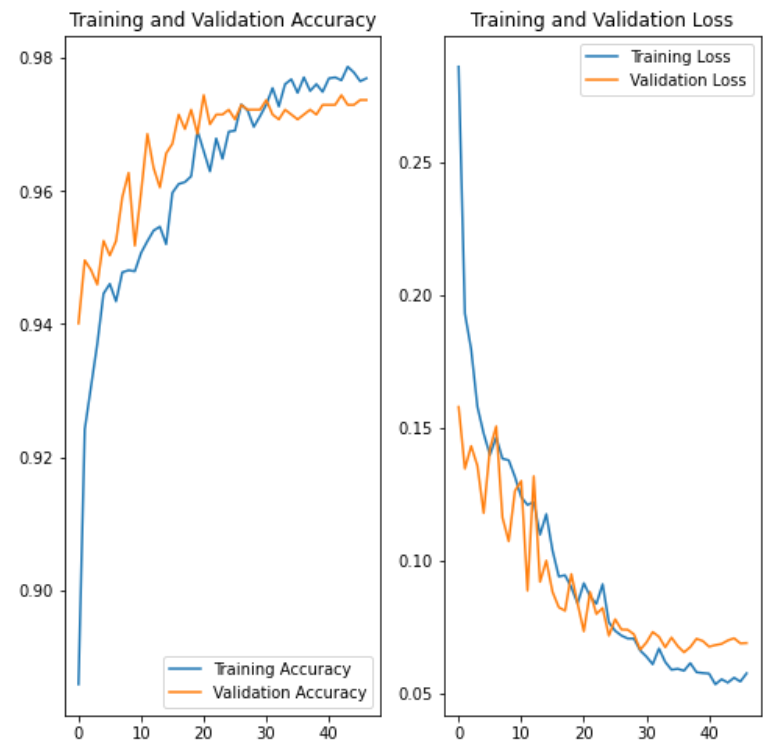 Training and Validation Accuracy
0.98
0.96
0.94
0.92
0.90
Training Accuracy
Validation Accuracy
0 10 20 30 40
Training and Validation Loss
Training Loss
Validation Loss
0.25
0.20
0.15
0.10
0.05
0 10 20 30 40